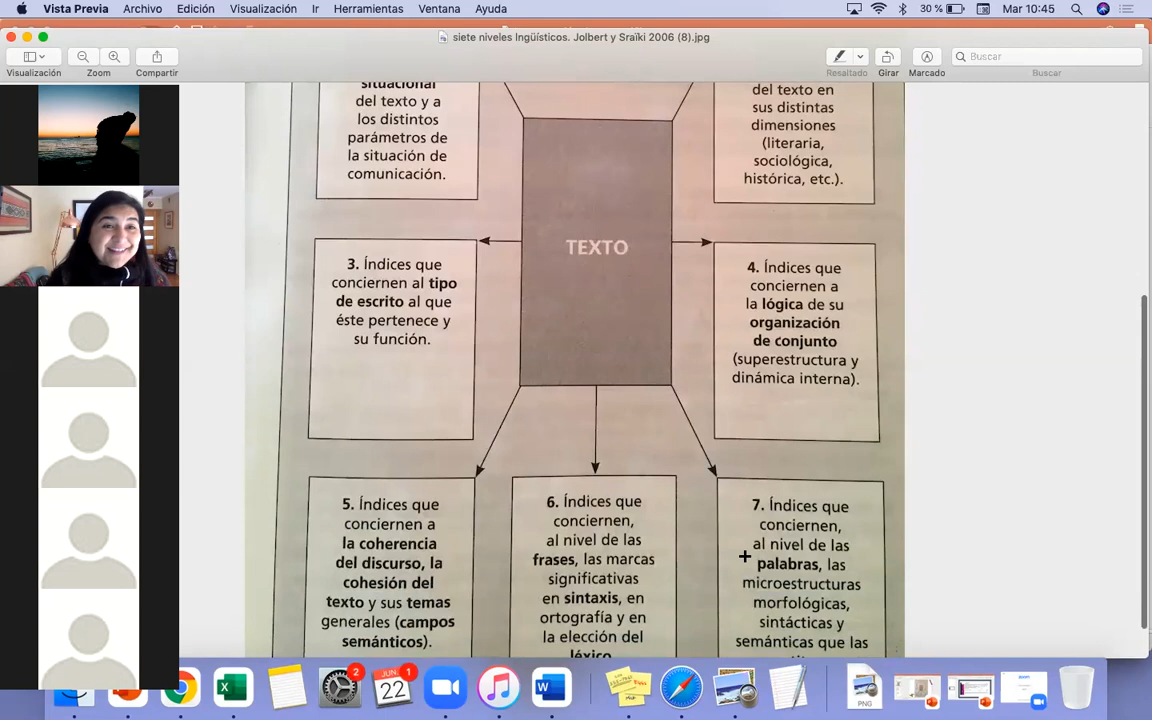 Vista Previa Archivo Edición Visualización Ir Herramientas Ventana Ayuda 30 % Mar 10:45
siete niveles lngüísticos. Jolbert y Sraïki 2006 (8).jpg
Visualización Zoom Compartir Resaltado Girar Marcado Buscar
Buscar
situacional
del texto y a
los distintos
parámetros de
la situación de
comunicación.
del texto en
sus distintas
dimensiones
(literaria,
sociológica,
histórica, etc.).
TEXTO
3. Índices que
conciernen al tipo
de escrito al que
éste pertenece y
su función.
4. Índices que
conciernen a
la lógica de su
organización
de conjunto
(superestructura y
dinámica interna).
5. Índices que
conciernen a
la coherencia
del discurso, la
cohesión del
texto y sus temas
generales (campos
semánticos).
6. Índices que
conciernen,
al nivel de las
frases, las marcas
significativas
en sintaxis, en
ortografía y en
la elección del
léxico
7. Índices que
conciernen,
al nivel de las
palabras, las
microestructuras
morfológicas,
sintácticas y
semánticas que las
2
JUN 1
22
W
PNG